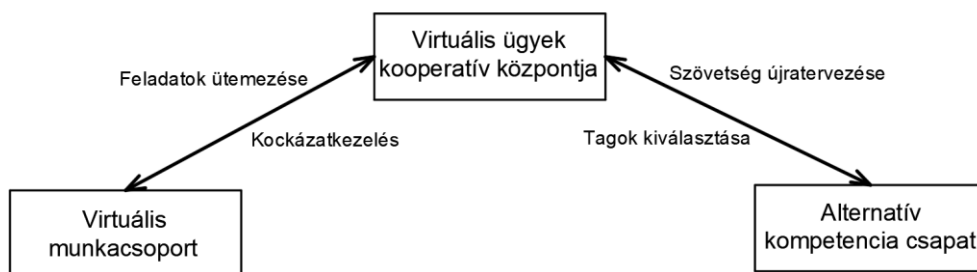 Virtuális ügyek
kooperatív központja
Feladatok ütemezése
Szövetség újratervezése
Kockázatkezelés
Tagok kiválasztása
Virtuális
munkacsoport
Alternatív
kompetencia csapat